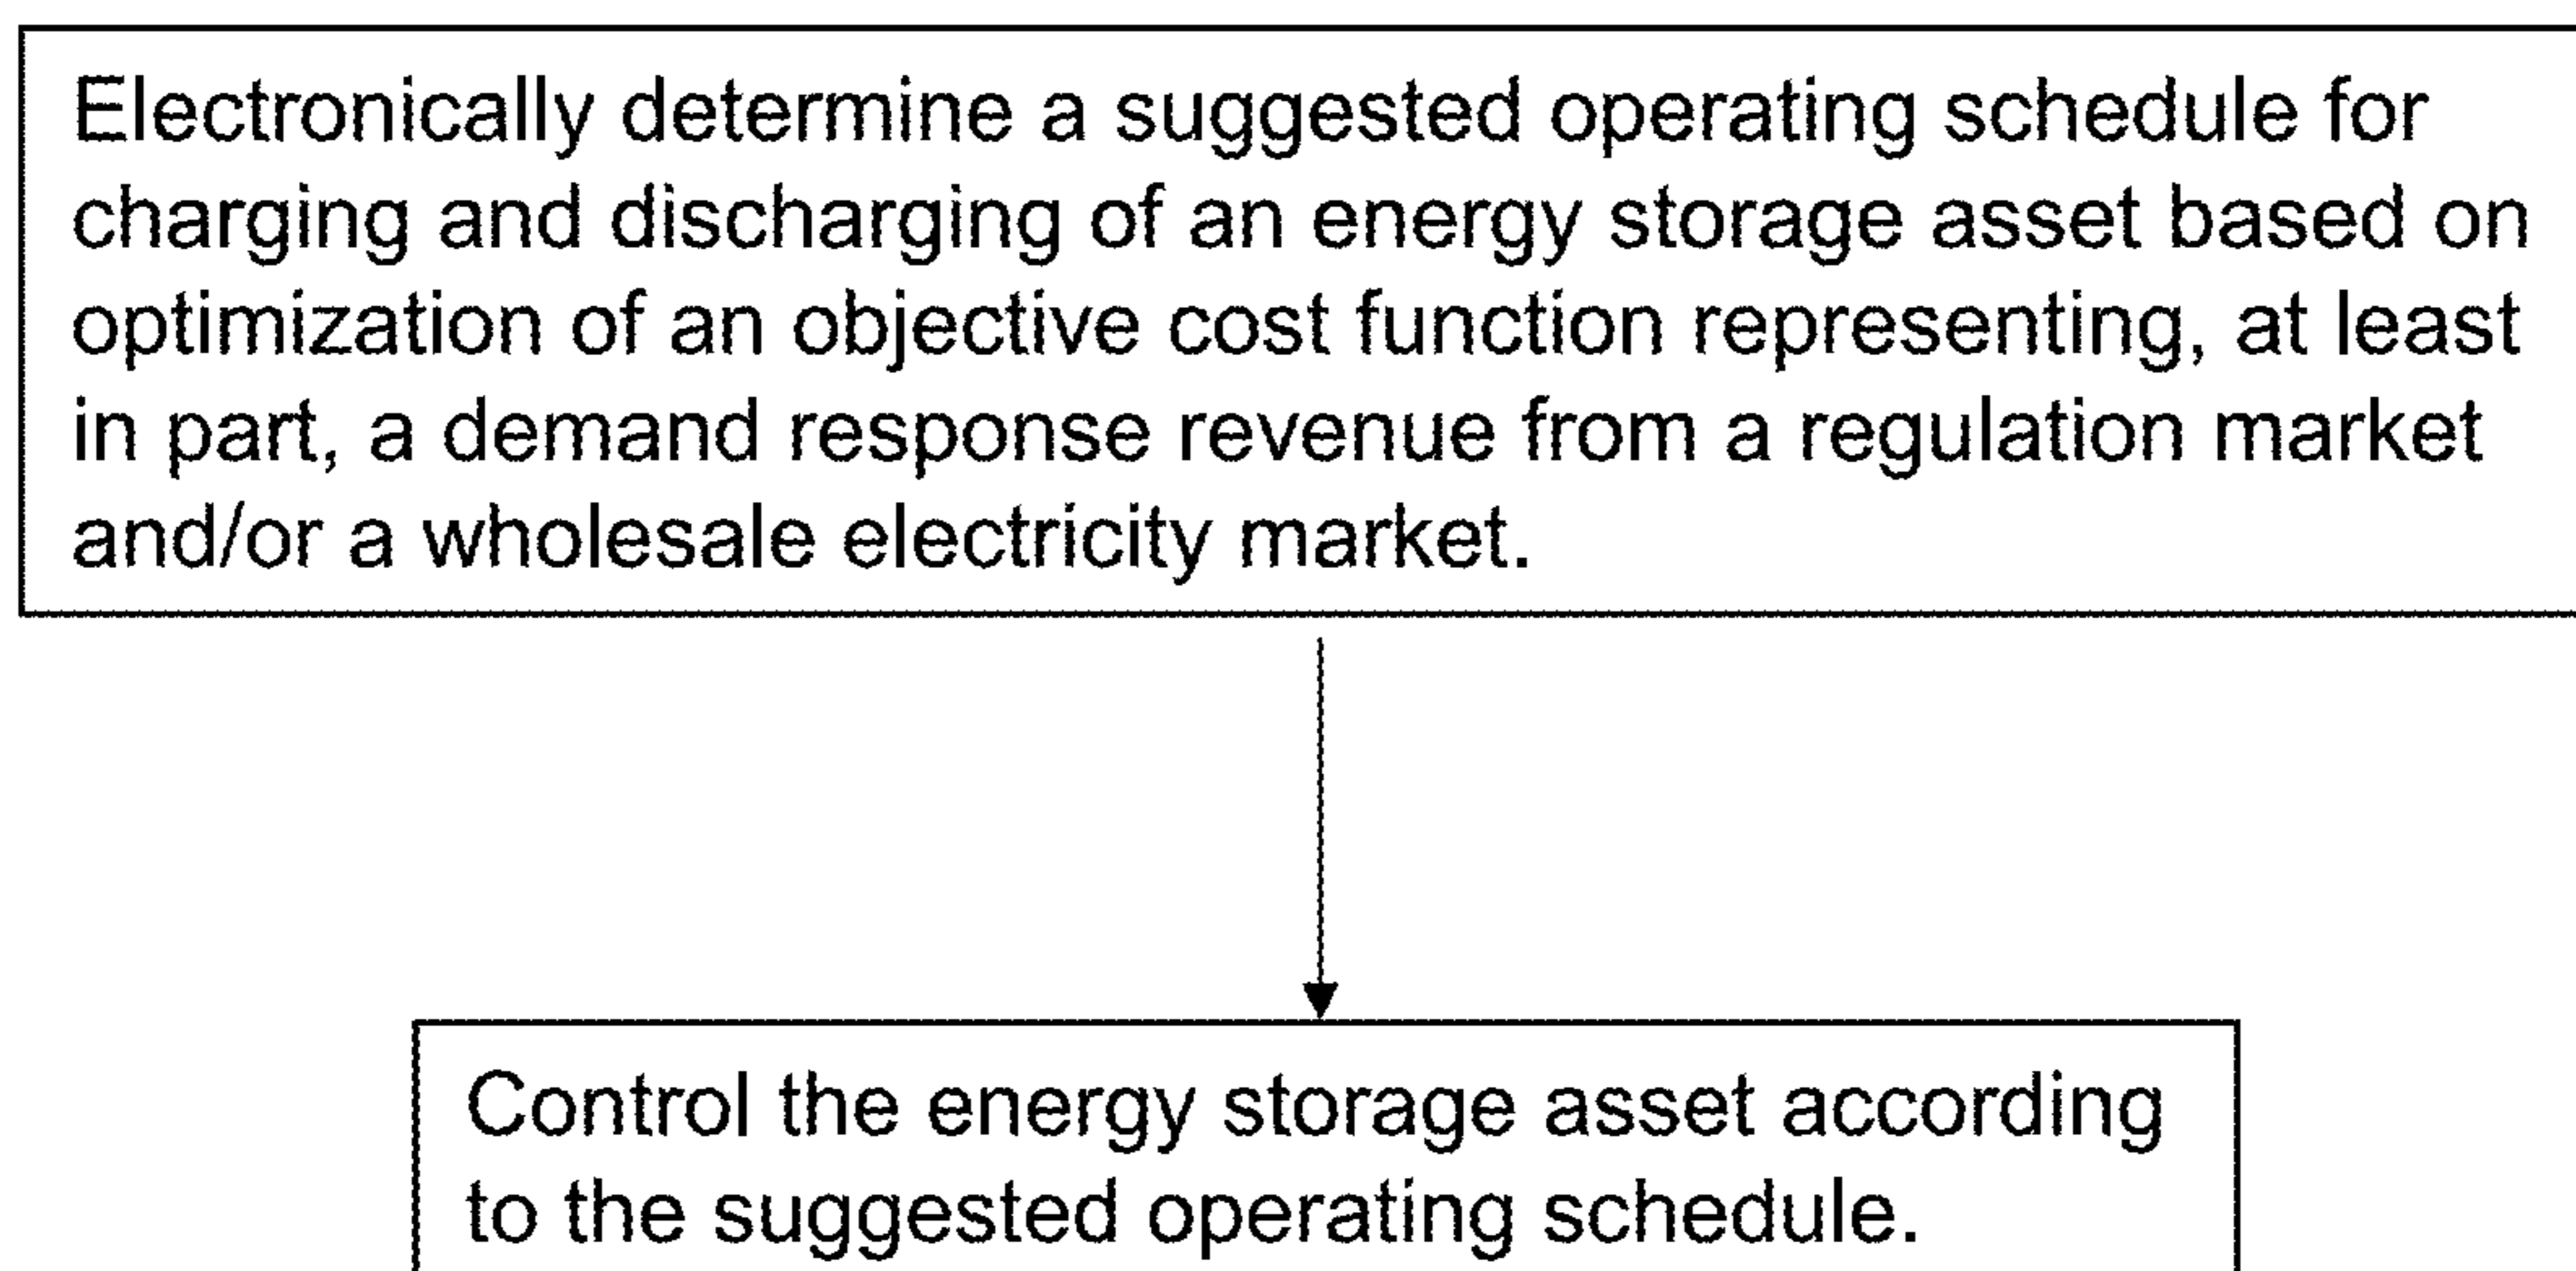 Electronically determine a suggested operating schedule for
charging and discharging of an energy storage asset based on
optimization of an objective cost function representing, at least
in part, a demand response revenue from a regulation market
and/or a wholesale electricity market.
Control the energy storage asset according
to the suggested operating schedule.